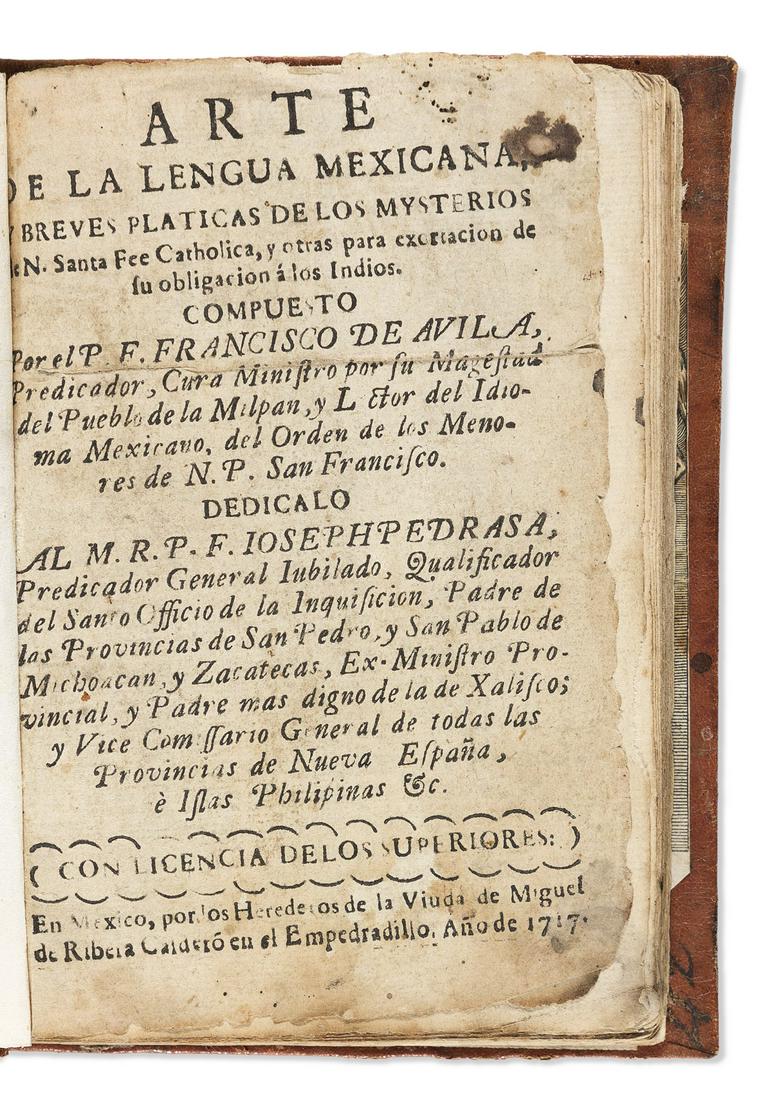 ARTE
DE LA LENGUA MEXICANA,
Y BREVES PLATICAS DE LOS MYSTERIOS
de N. Santa Fee Catholica, y otras para exortacion de
ſu obligacion á los Indios.
COMPUESTO
Por el P. F. FRANCISCO DE AVILA,
Predicador, Cura Miniſtro por ſu Mageſtad
del Pueblo de la Milpan, y Lector del Idio-
ma Mexicano, del Orden de los Meno-
res de N. P. San Franciſco.
DEDICALO
AL M. R. P. F. IOSEPH PEDRASA,
Predicador General Iubilado, Qualificador
del Santo Officio de la Inquiſicion, Padre de
las Provincias de San Pedro, y San Pablo de
Michoacan, y Zacatecas, Ex-Miniſtro Pro-
vincial, y Padre mas digno de la de Xaliſco;
y Vice Comiſſario General de todas las
Provincias de Nueva Eſpaña,
è Iſlas Philipinas &c.
( CON LICENCIA DE LOS SUPERIORES: )
En Mexico, por los Herederos de la Viuda de Miguel
de Ribera Calderõ en el Empedradillo. Año de 1717.